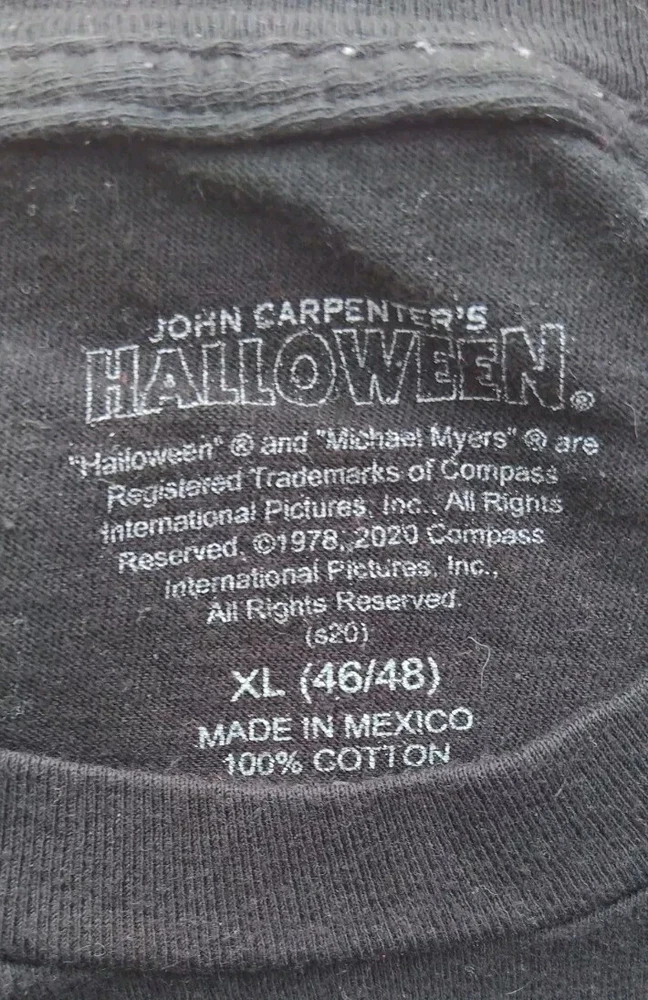 JOHN CARPENTER'S
HALLOWEEN®
"Halloween" ® and "Michael Myers" ® are
Registered Trademarks of Compass
International Pictures, Inc., All Rights
Reserved. ©1978, 2020 Compass
International Pictures, Inc.,
All Rights Reserved.
(s20)
XL (46/48)
MADE IN MEXICO
100% COTTON